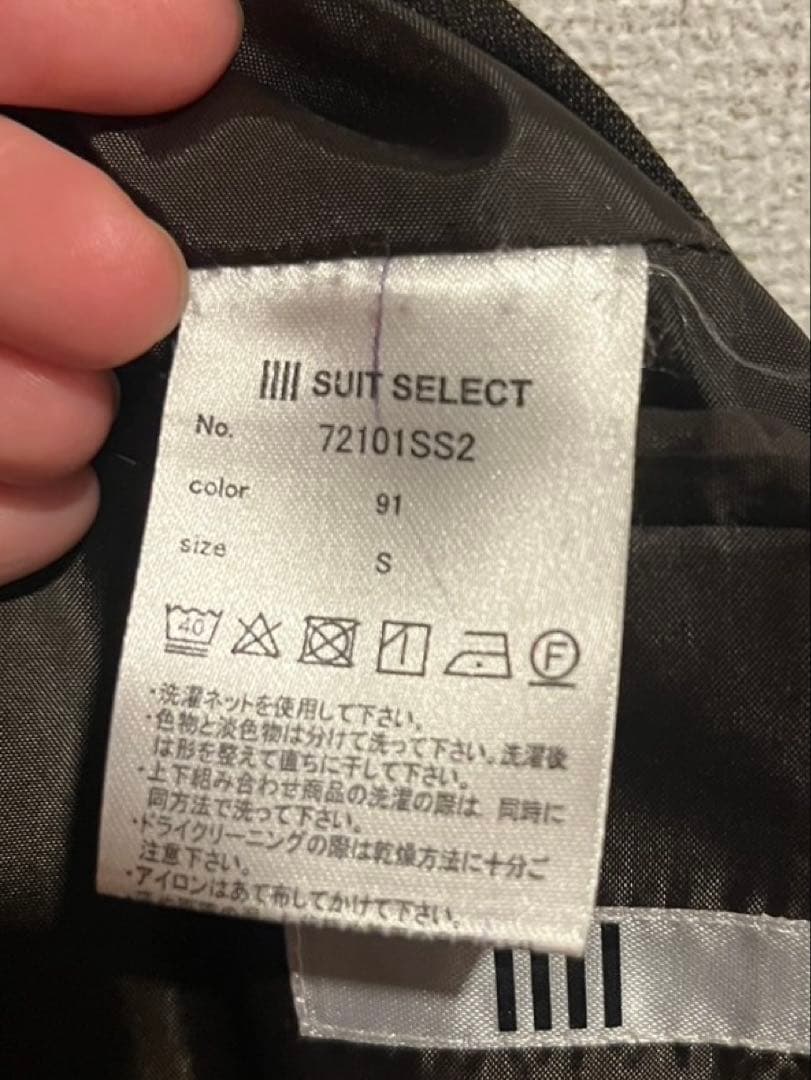 SUIT SELECT
No. 72101SS2
color 91
size S
40 F
・洗濯ネットを使用して下さい。
・色物と淡色物は分けて洗って下さい。洗濯後
は形を整えて直ちに干して下さい。
・上下組み合わせ商品の洗濯の際は 同時に
同方法で洗って下さい。
・ドライクリーニングの際は乾燥方法に十分ご
注意下さい。
・アイロンはあて布してかけて下さい。